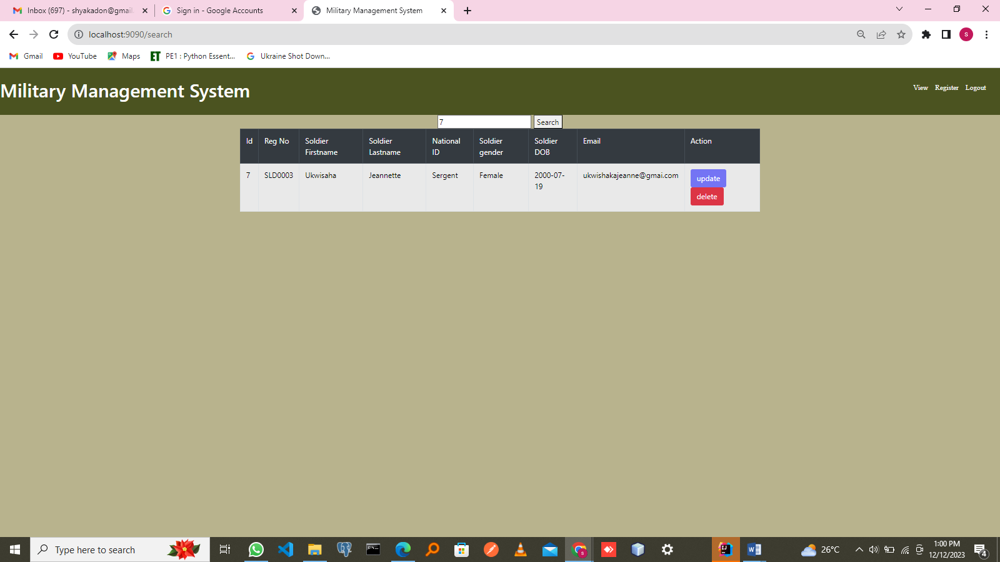 Inbox (697) - shyakadon@gmail.
Sign in - Google Accounts
Military Management System
localhost:9090/search
S
Gmail
YouTube
Maps
ET
PE1 : Python Essent...
Ukraine Shot Down...
Military Management System
View Register Logout
7
Search
Id
Reg No
Soldier
Firstname
Soldier
Lastname
National
ID
Soldier
gender
Soldier
DOB
Email
Action
7
SLD0003
Ukwisaha
Jeannette
Sergent
Female
2000-07-
19
ukwishakajeanne@gmai.com
update
delete
Type here to search
26°C
1:00 PM
12/12/2023
4